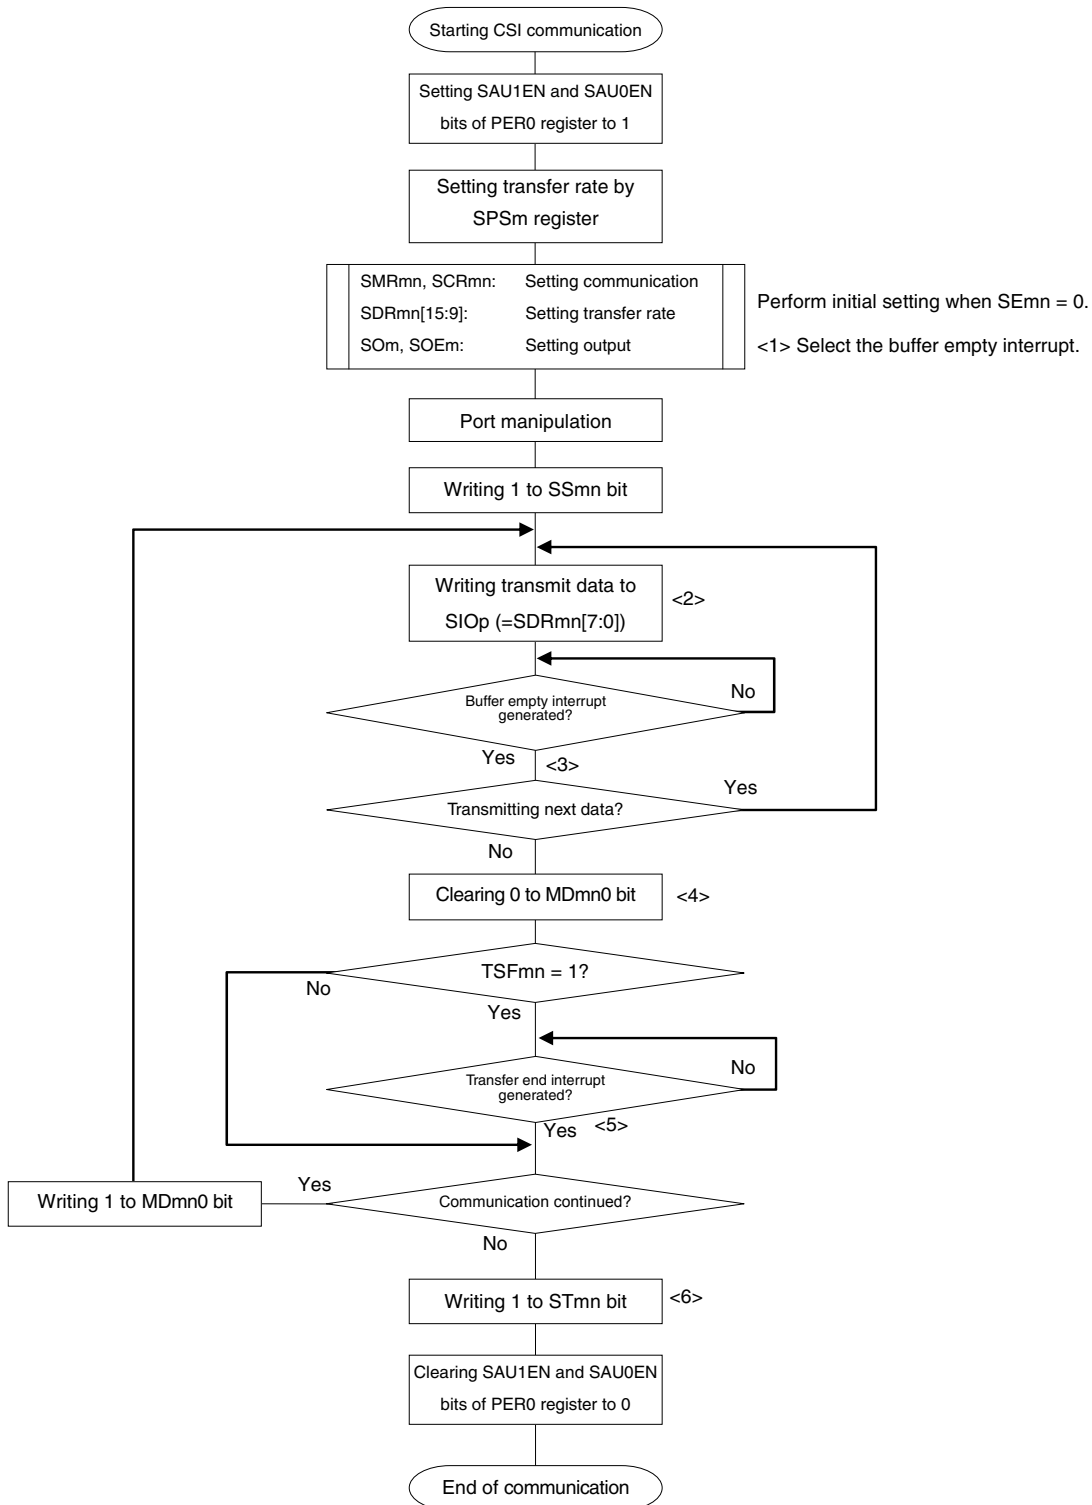 Starting CSI communication
Setting SAU1EN and SAU0EN
bits of PER0 register to 1
Setting transfer rate by
SPSm register
SMRmn, SCRmn: Setting communication
SDRmn[15:9]: Setting transfer rate
SOm, SOEm: Setting output
Perform initial setting when SEmn = 0.
<1> Select the buffer empty interrupt.
Port manipulation
Writing 1 to SSmn bit
Writing transmit data to
SIOp (=SDRmn[7:0])
<2>
Buffer empty interrupt
generated?
No
Yes
<3>
Transmitting next data?
Yes
No
Clearing 0 to MDmn0 bit
<4>
TSFmn = 1?
No
Yes
Transfer end interrupt
generated?
No
Yes
<5>
Communication continued?
Yes
Writing 1 to MDmn0 bit
No
Writing 1 to STmn bit
<6>
Clearing SAU1EN and SAU0EN
bits of PER0 register to 0
End of communication